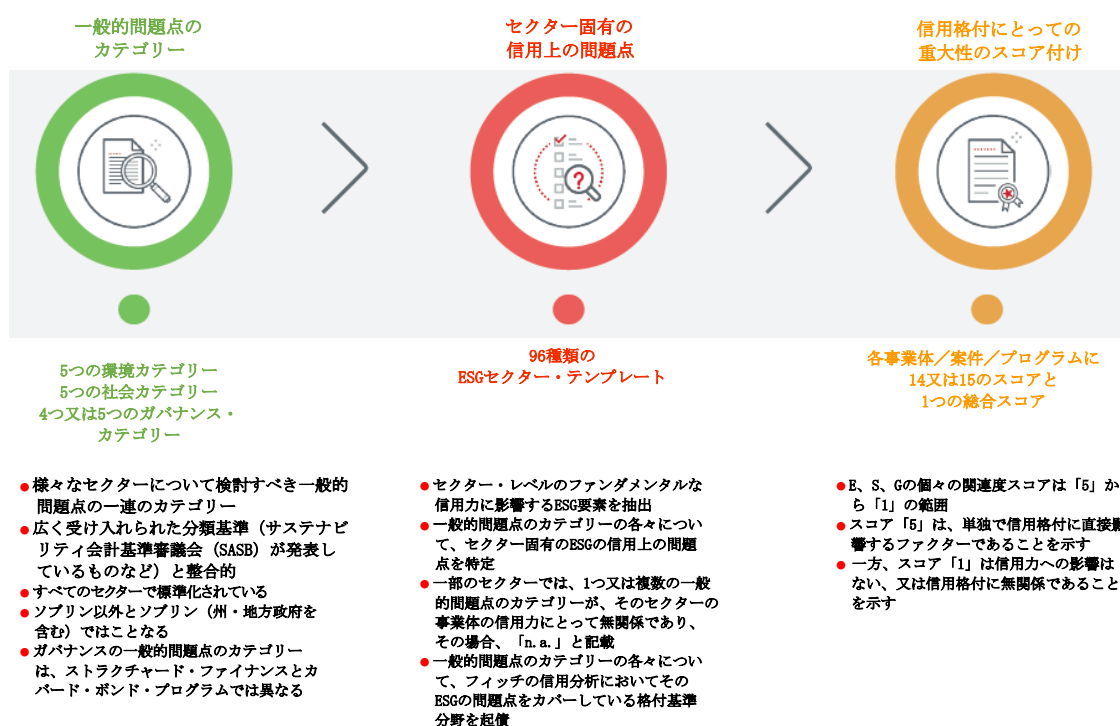 一般的問題点の
カテゴリー
セクター固有の
信用上の問題点
信用格付にとっての
重大性のスコア付け
5つの環境カテゴリー
5つの社会カテゴリー
4つ又は5つのガバナンス・
カテゴリー
96種類の
ESGセクター・テンプレート
各事業体／案件／プログラムに
14又は15のスコアと
1つの総合スコア
●様々なセクターについて検討すべき一般的
問題点の一連のカテゴリー
●広く受け入れられた分類基準（サステナビ
リティ会計基準審議会（SASB）が発表し
ているものなど）と整合的
●すべてのセクターで標準化されている
●ソブリン以外とソブリン（州・地方政府を
含む）ではことなる
●ガバナンスの一般的問題点のカテゴリー
は、ストラクチャード・ファイナンスとカ
バード・ボンド・プログラムでは異なる
●セクター・レベルのファンダメンタルな
信用力に影響するESG要素を抽出
●一般的問題点のカテゴリーの各々につい
て、セクター固有のESGの信用上の問題
点を特定
●一部のセクターでは、1つ又は複数の一般
的問題点のカテゴリーが、そのセクターの
事業体の信用力にとって無関係であり、
その場合、「n.a.」と記載
●一般的問題点のカテゴリーの各々につい
て、フィッチの信用分析においてその
ESGの問題点をカバーしている格付基準
分野を起債
●E、S、Gの個々の関連度スコアは「5」か
ら「1」の範囲
●スコア「5」は、単独で信用格付に直接影
響するファクターであることを示す
●一方、スコア「1」は信用力への影響は
ない、又は信用格付に無関係であること
を示す